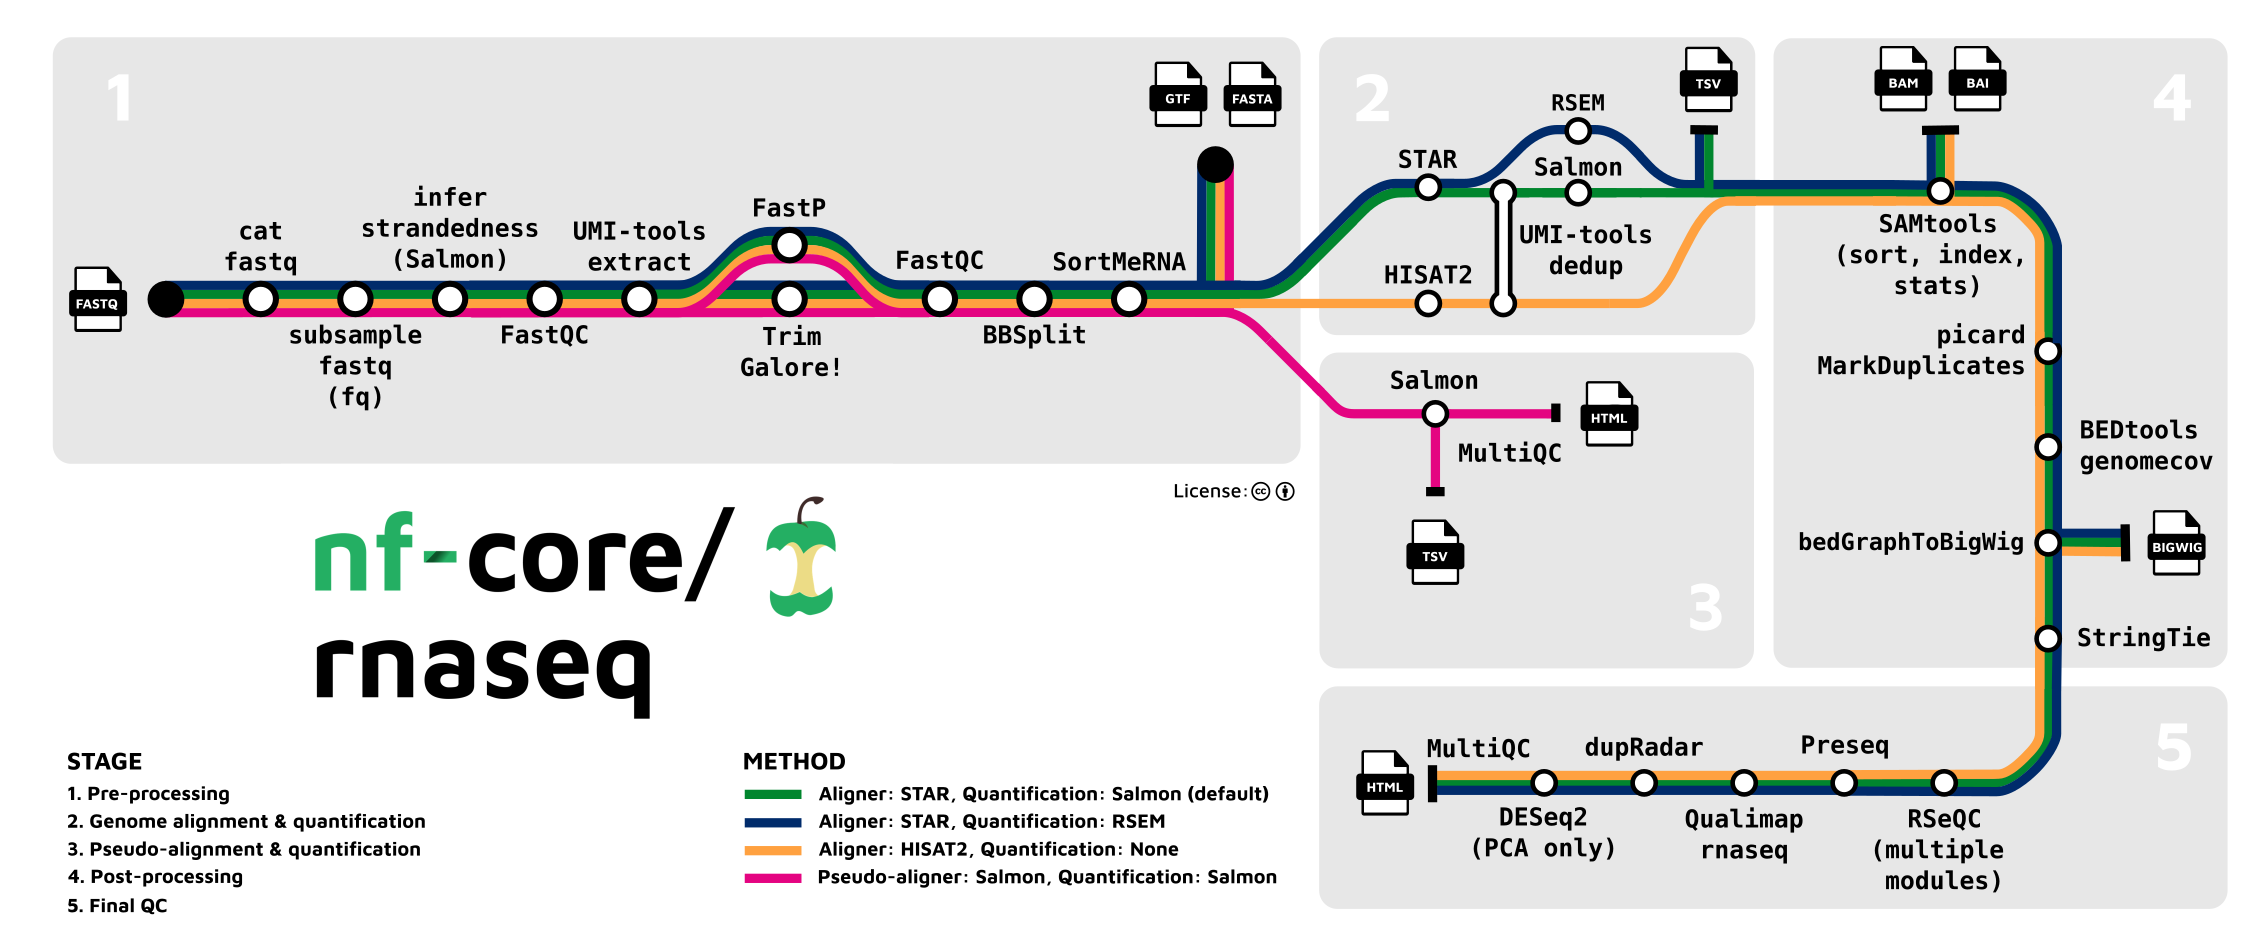 1
GTF
FASTA
FASTQ
cat
fastq
subsample
fastq
(fq)
infer
strandedness
(Salmon)
FastQC
UMI-tools
extract
FastP
Trim
Galore!
FastQC
BBSplit
SortMeRNA
2
STAR
HISAT2
RSEM
Salmon
UMI-tools
dedup
TSV
3
Salmon
MultiQC
HTML
TSV
4
BAM
BAI
SAMtools
(sort, index,
stats)
picard
MarkDuplicates
BEDtools
genomecov
bedGraphToBigWig
BIGWIG
StringTie
5
Preseq
RSeQC
(multiple
modules)
Qualimap
rnaseq
dupRadar
DESeq2
(PCA only)
MultiQC
HTML
License: cc
nf-core/
rnaseq
STAGE
1. Pre-processing
2. Genome alignment & quantification
3. Pseudo-alignment & quantification
4. Post-processing
5. Final QC
METHOD
Aligner: STAR, Quantification: Salmon (default)
Aligner: STAR, Quantification: RSEM
Aligner: HISAT2, Quantification: None
Pseudo-aligner: Salmon, Quantification: Salmon